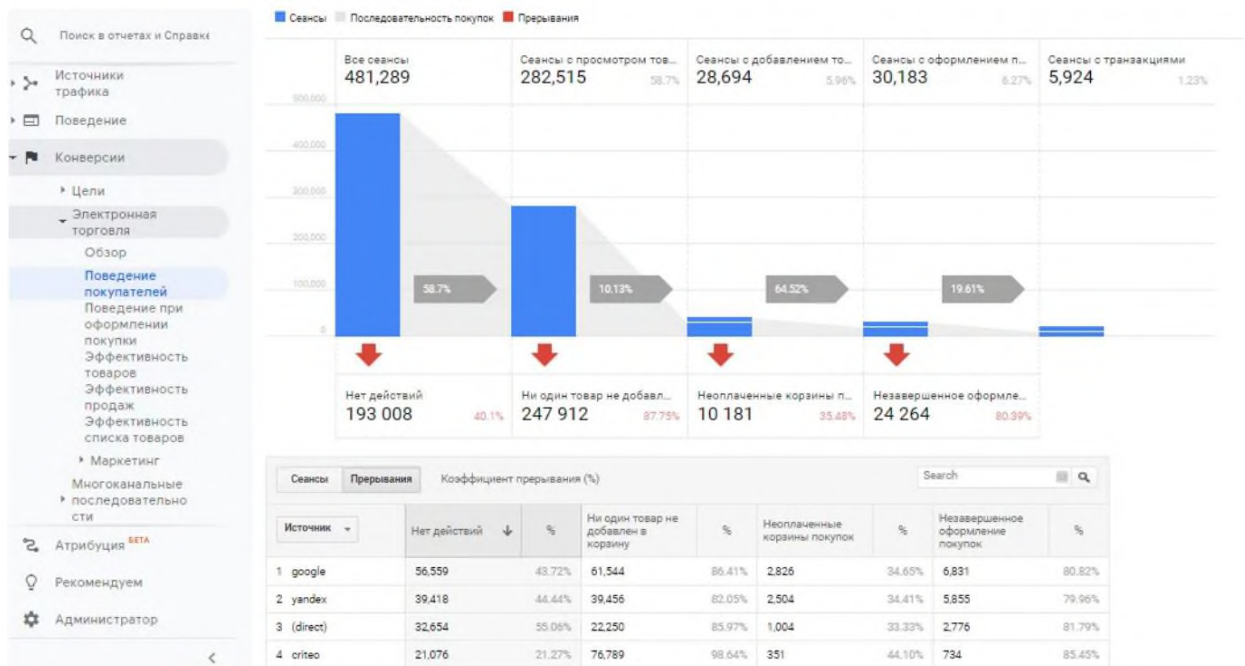 Сеансы Последовательность покупок Прерывания
Поиск в отчетах и Справке
Источники
трафика
Поведение
Конверсии
Цели
Электронная
торговля
Обзор
Поведение
покупателей
Поведение при
оформлении
покупки
Эффективность
товаров
Эффективность
продаж
Эффективность
списка товаров
Маркетинг
Многоканальные
последовательно
сти
Атрибуция BETA
Рекомендуем
Администратор
Все сеансы
481,289
Сеансы с просмотром тов...
282,515 58.7%
Сеансы с добавлением то...
28,694 5.96%
Сеансы с оформлением п...
30,183 6.27%
Сеансы с транзакциями
5,924 1.23%
500,000
400,000
300,000
200,000
100,000
0
58.7% 10.13% 64.52% 19.61%
Нет действий
193 008 40.1%
Ни один товар не добавл...
247 912 87.75%
Неоплаченные корзины п...
10 181 35.48%
Незавершенное оформле...
24 264 80.39%
Сеансы Прерывания Коэффициент прерывания (%) Search
Источник Нет действий % Ни один товар не добавлен в корзину % Неоплаченные корзины покупок % Незавершенное оформление покупок %
1 google 56,559 43.72% 61,544 86.41% 2,826 34.65% 6,831 80.82%
2 yandex 39,418 44.44% 39,456 82.05% 2,504 34.41% 5,855 79.96%
3 (direct) 32,654 55.06% 22,250 85.97% 1,004 33.33% 2,776 81.79%
4 criteo 21,076 21.27% 76,789 98.64% 351 44.10% 734 85.45%